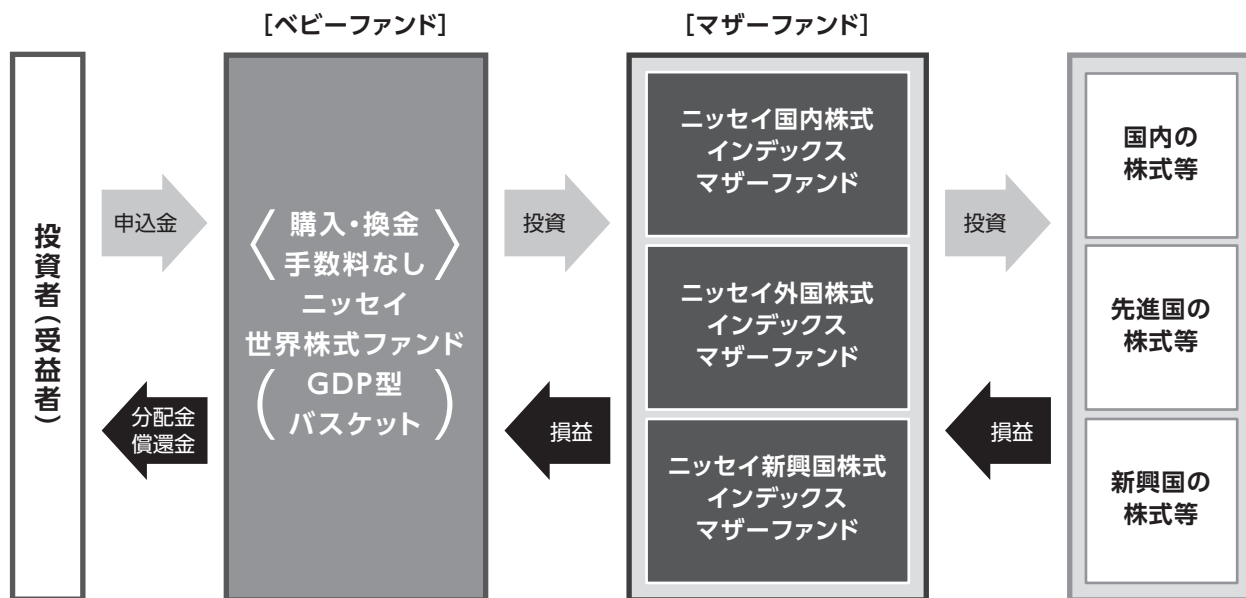 [ベビーファンド]
[マザーファンド]
投資者(受益者)
申込金
分配金
償還金
〈購入・換金
手数料なし〉
ニッセイ
世界株式ファンド
(GDP型
バスケット)
投資
損益
ニッセイ国内株式
インデックス
マザーファンド
ニッセイ外国株式
インデックス
マザーファンド
ニッセイ新興国株式
インデックス
マザーファンド
投資
損益
国内の
株式等
先進国の
株式等
新興国の
株式等